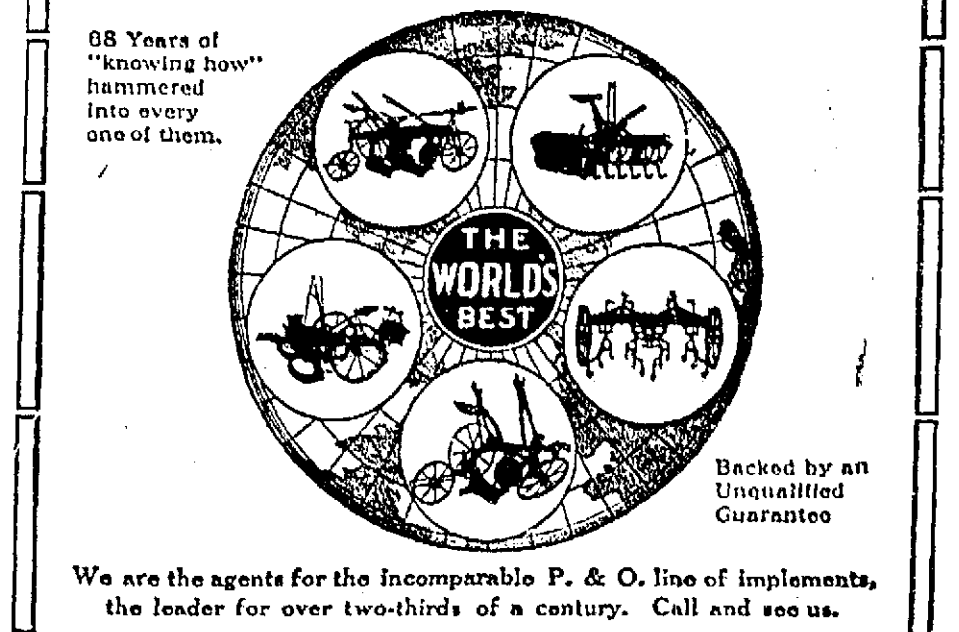 68 Years of
"knowing how"
hammered
into every
one of them.
THE
WORLD'S
BEST
Backed by an
Unqualified
Guarantee
We are the agents for the incomparable P. & O. line of implements,
the leader for over two-thirds of a century. Call and see us.